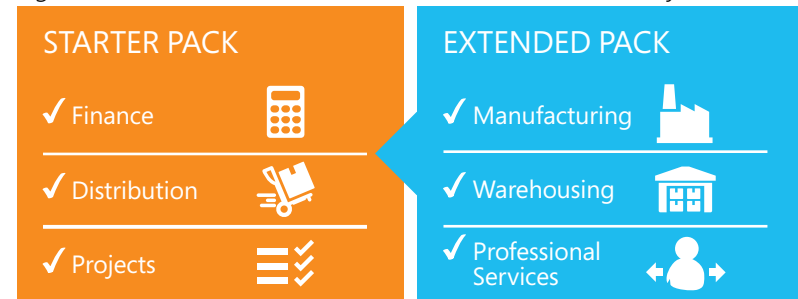 STARTER PACK
✓ Finance
✓ Distribution
✓ Projects
EXTENDED PACK
✓ Manufacturing
✓ Warehousing
✓ Professional
Services